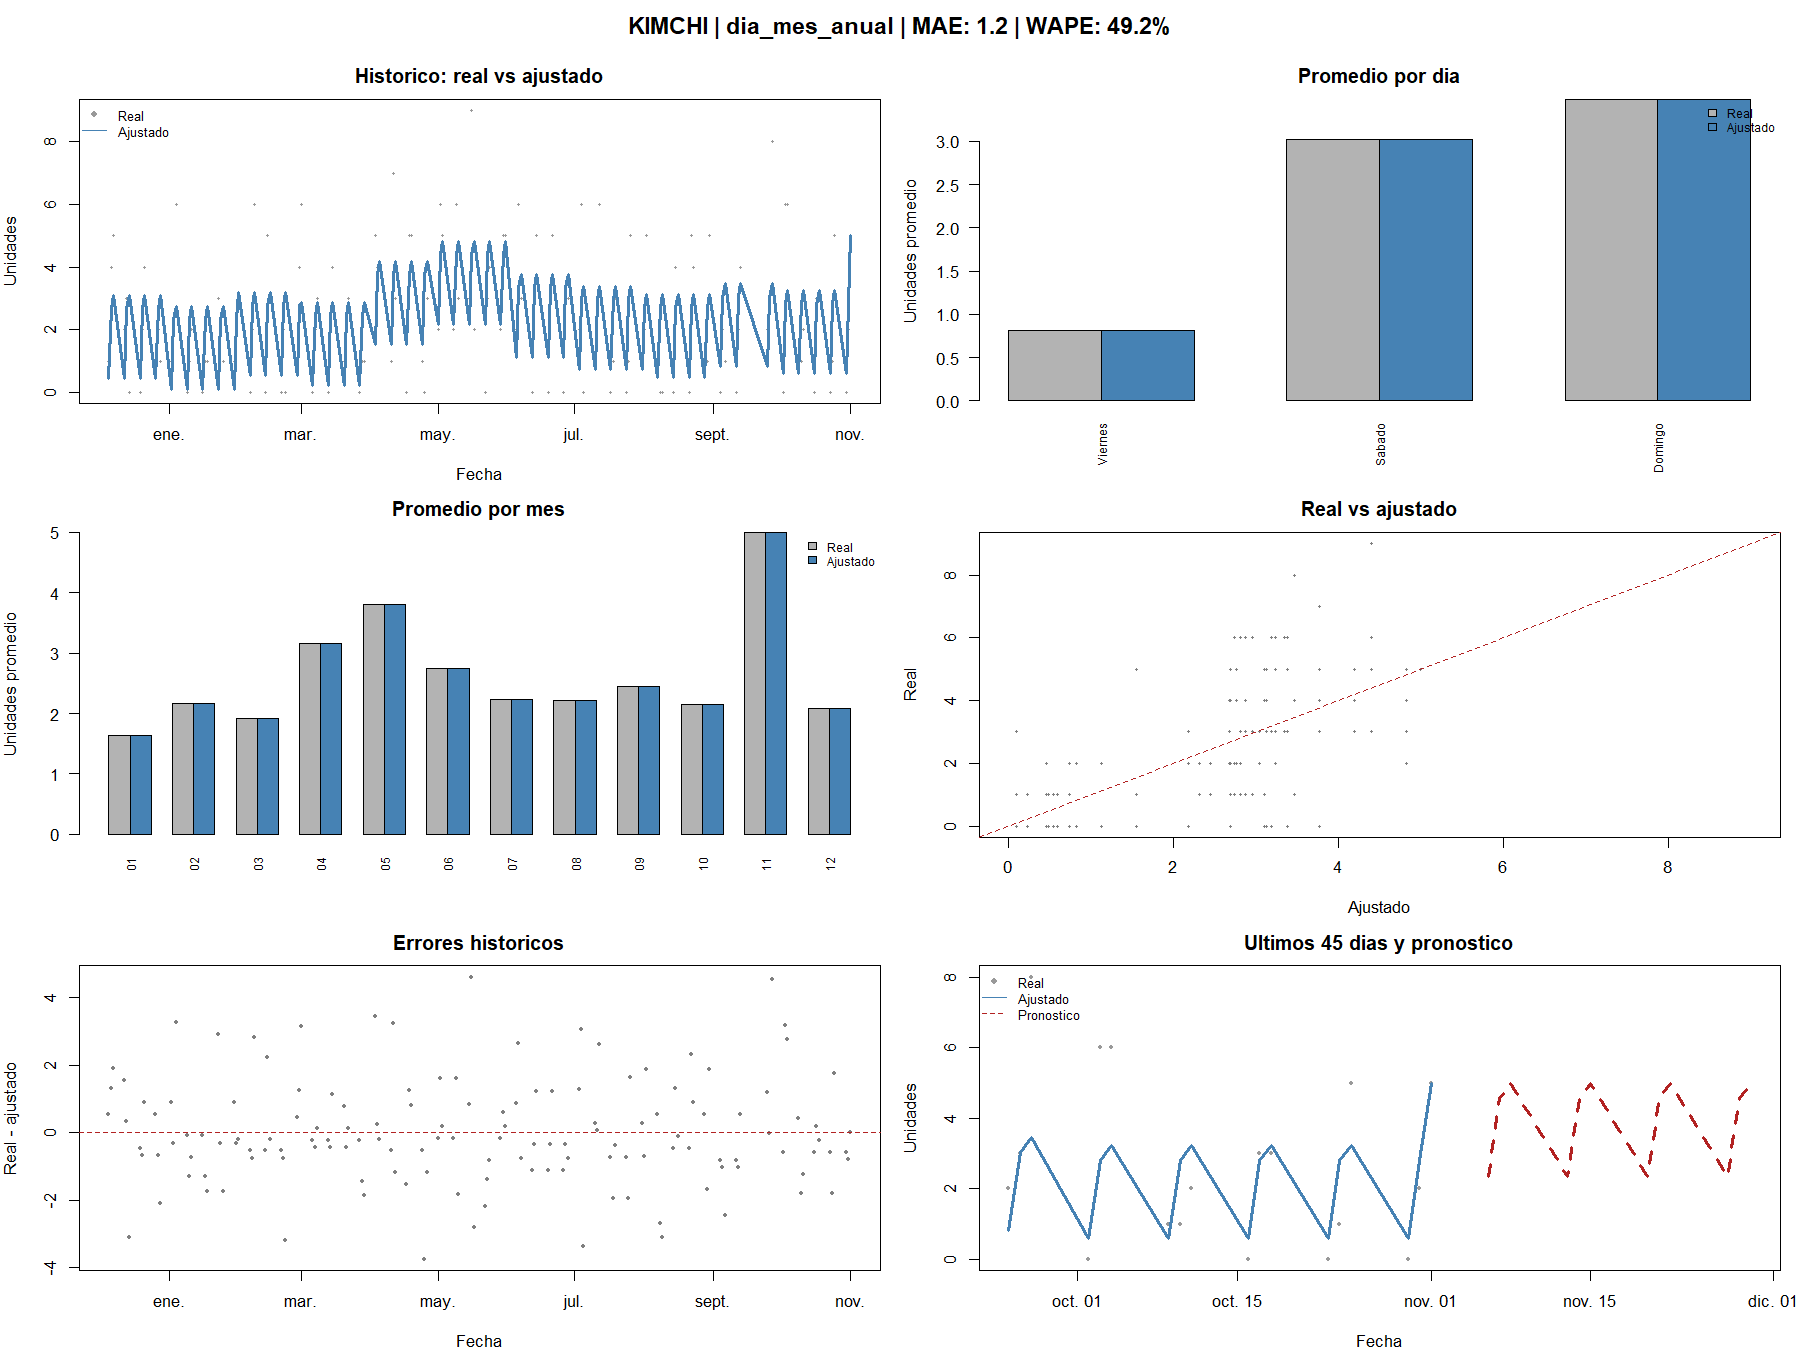 KIMCHI | dia_mes_anual | MAE: 1.2 | WAPE: 49.2%
Historico: real vs ajustado
Real
Ajustado
Unidades
0 2 4 6 8
ene. mar. may. jul. sept. nov.
Fecha
Promedio por dia
Real
Ajustado
Unidades promedio
0.0 0.5 1.0 1.5 2.0 2.5 3.0
Viernes Sabado Domingo
Promedio por mes
Real
Ajustado
Unidades promedio
0 1 2 3 4 5
01 02 03 04 05 06 07 08 09 10 11 12
Real vs ajustado
Real
0 2 4 6 8
0 2 4 6 8
Ajustado
Errores historicos
Real - ajustado
-4 -2 0 2 4
ene. mar. may. jul. sept. nov.
Fecha
Ultimos 45 dias y pronostico
Real
Ajustado
Pronostico
Unidades
0 2 4 6 8
oct. 01 oct. 15 nov. 01 nov. 15 dic. 01
Fecha